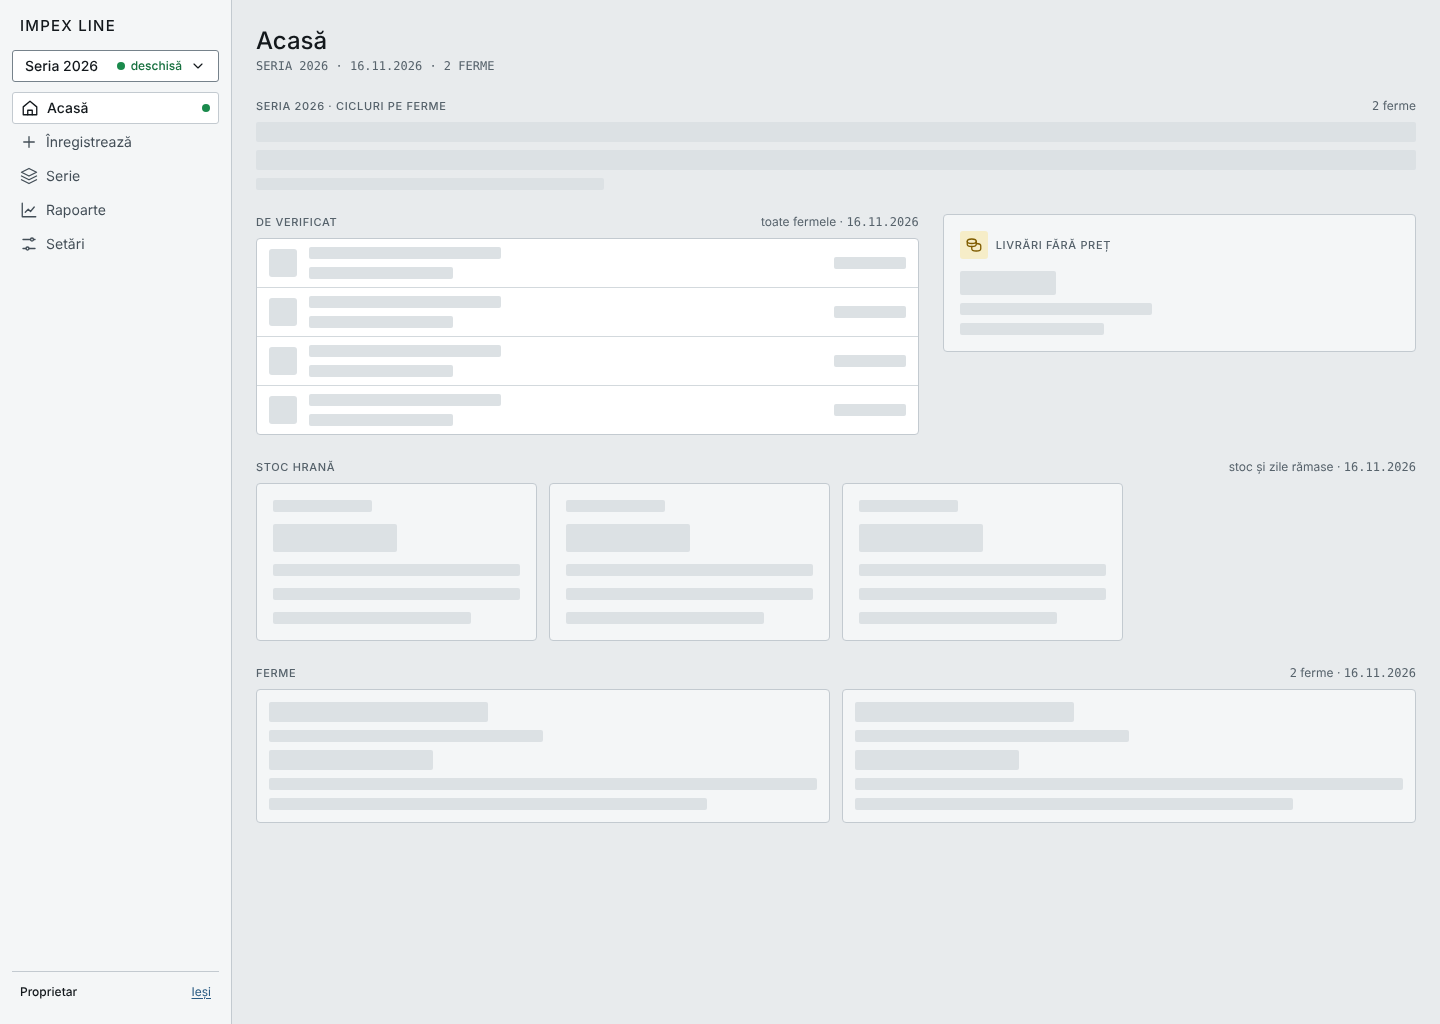 IMPEX LINE
Seria 2026 deschisă
Acasă
Înregistrează
Serie
Rapoarte
Setări
Proprietar Ieși
Acasă
SERIA 2026 · 16.11.2026 · 2 FERME
SERIA 2026 · CICLURI PE FERME 2 ferme
DE VERIFICAT toate fermele · 16.11.2026
LIVRĂRI FĂRĂ PREȚ
STOC HRANĂ stoc și zile rămase · 16.11.2026
FERME 2 ferme · 16.11.2026